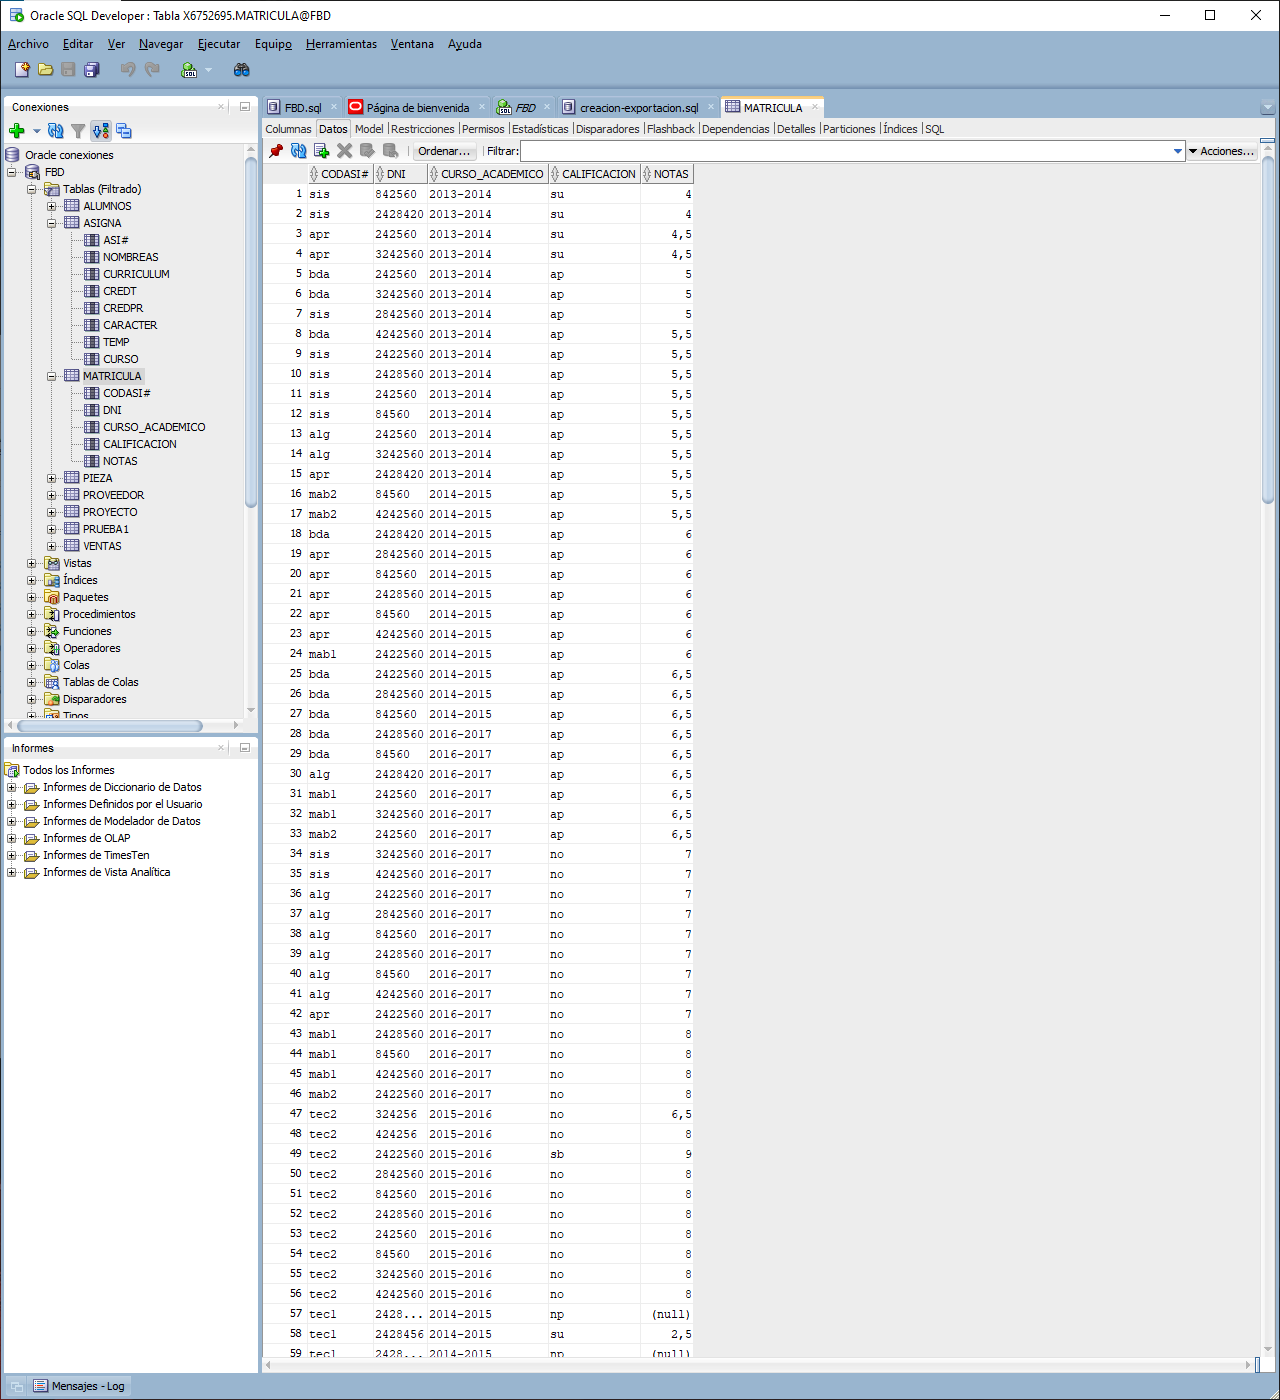 Oracle SQL Developer : Tabla X6752695.MATRICULA@FBD
Archivo Editar Ver Navegar Ejecutar Equipo Herramientas Ventana Ayuda
Conexiones
Oracle conexiones
FBD
Tablas (Filtrado)
ALUMNOS
ASIGNA
ASI#
NOMBREAS
CURRICULUM
CREDT
CREDPR
CARACTER
TEMP
CURSO
MATRICULA
CODASI#
DNI
CURSO_ACADEMICO
CALIFICACION
NOTAS
PIEZA
PROVEEDOR
PROYECTO
PRUEBA1
VENTAS
Vistas
Índices
Paquetes
Procedimientos
Funciones
Operadores
Colas
Tablas de Colas
Disparadores
Tipos
Informes
Todos los Informes
Informes de Diccionario de Datos
Informes Definidos por el Usuario
Informes de Modelador de Datos
Informes de OLAP
Informes de TimesTen
Informes de Vista Analítica
FBD.sql Página de bienvenida FBD creacion-exportacion.sql MATRICULA
Columnas Datos Model Restricciones Permisos Estadísticas Disparadores Flashback Dependencias Detalles Particiones Índices SQL
Ordenar... Filtrar: Acciones...
CODASI# DNI CURSO_ACADEMICO CALIFICACION NOTAS
1 sis 842560 2013-2014 su 4
2 sis 2428420 2013-2014 su 4
3 apr 242560 2013-2014 su 4,5
4 apr 3242560 2013-2014 su 4,5
5 bda 242560 2013-2014 ap 5
6 bda 3242560 2013-2014 ap 5
7 sis 2842560 2013-2014 ap 5
8 bda 4242560 2013-2014 ap 5,5
9 sis 2422560 2013-2014 ap 5,5
10 sis 2428560 2013-2014 ap 5,5
11 sis 242560 2013-2014 ap 5,5
12 sis 84560 2013-2014 ap 5,5
13 alg 242560 2013-2014 ap 5,5
14 alg 3242560 2013-2014 ap 5,5
15 apr 2428420 2013-2014 ap 5,5
16 mab2 84560 2014-2015 ap 5,5
17 mab2 4242560 2014-2015 ap 5,5
18 bda 2428420 2014-2015 ap 6
19 apr 2842560 2014-2015 ap 6
20 apr 842560 2014-2015 ap 6
21 apr 2428560 2014-2015 ap 6
22 apr 84560 2014-2015 ap 6
23 apr 4242560 2014-2015 ap 6
24 mab1 2422560 2014-2015 ap 6
25 bda 2422560 2014-2015 ap 6,5
26 bda 2842560 2014-2015 ap 6,5
27 bda 842560 2014-2015 ap 6,5
28 bda 2428560 2016-2017 ap 6,5
29 bda 84560 2016-2017 ap 6,5
30 alg 2428420 2016-2017 ap 6,5
31 mab1 242560 2016-2017 ap 6,5
32 mab1 3242560 2016-2017 ap 6,5
33 mab2 242560 2016-2017 ap 6,5
34 sis 3242560 2016-2017 no 7
35 sis 4242560 2016-2017 no 7
36 alg 2422560 2016-2017 no 7
37 alg 2842560 2016-2017 no 7
38 alg 842560 2016-2017 no 7
39 alg 2428560 2016-2017 no 7
40 alg 84560 2016-2017 no 7
41 alg 4242560 2016-2017 no 7
42 apr 2422560 2016-2017 no 7
43 mab1 2428560 2016-2017 no 8
44 mab1 84560 2016-2017 no 8
45 mab1 4242560 2016-2017 no 8
46 mab2 2422560 2016-2017 no 8
47 tec2 324256 2015-2016 no 6,5
48 tec2 424256 2015-2016 no 8
49 tec2 2422560 2015-2016 sb 9
50 tec2 2842560 2015-2016 no 8
51 tec2 842560 2015-2016 no 8
52 tec2 2428560 2015-2016 no 8
53 tec2 242560 2015-2016 no 8
54 tec2 84560 2015-2016 no 8
55 tec2 3242560 2015-2016 no 8
56 tec2 4242560 2015-2016 no 8
57 tec1 2428... 2014-2015 np (null)
58 tec1 2428456 2014-2015 su 2,5
59 tec1 2428... 2014-2015 np (null)
Mensajes - Log